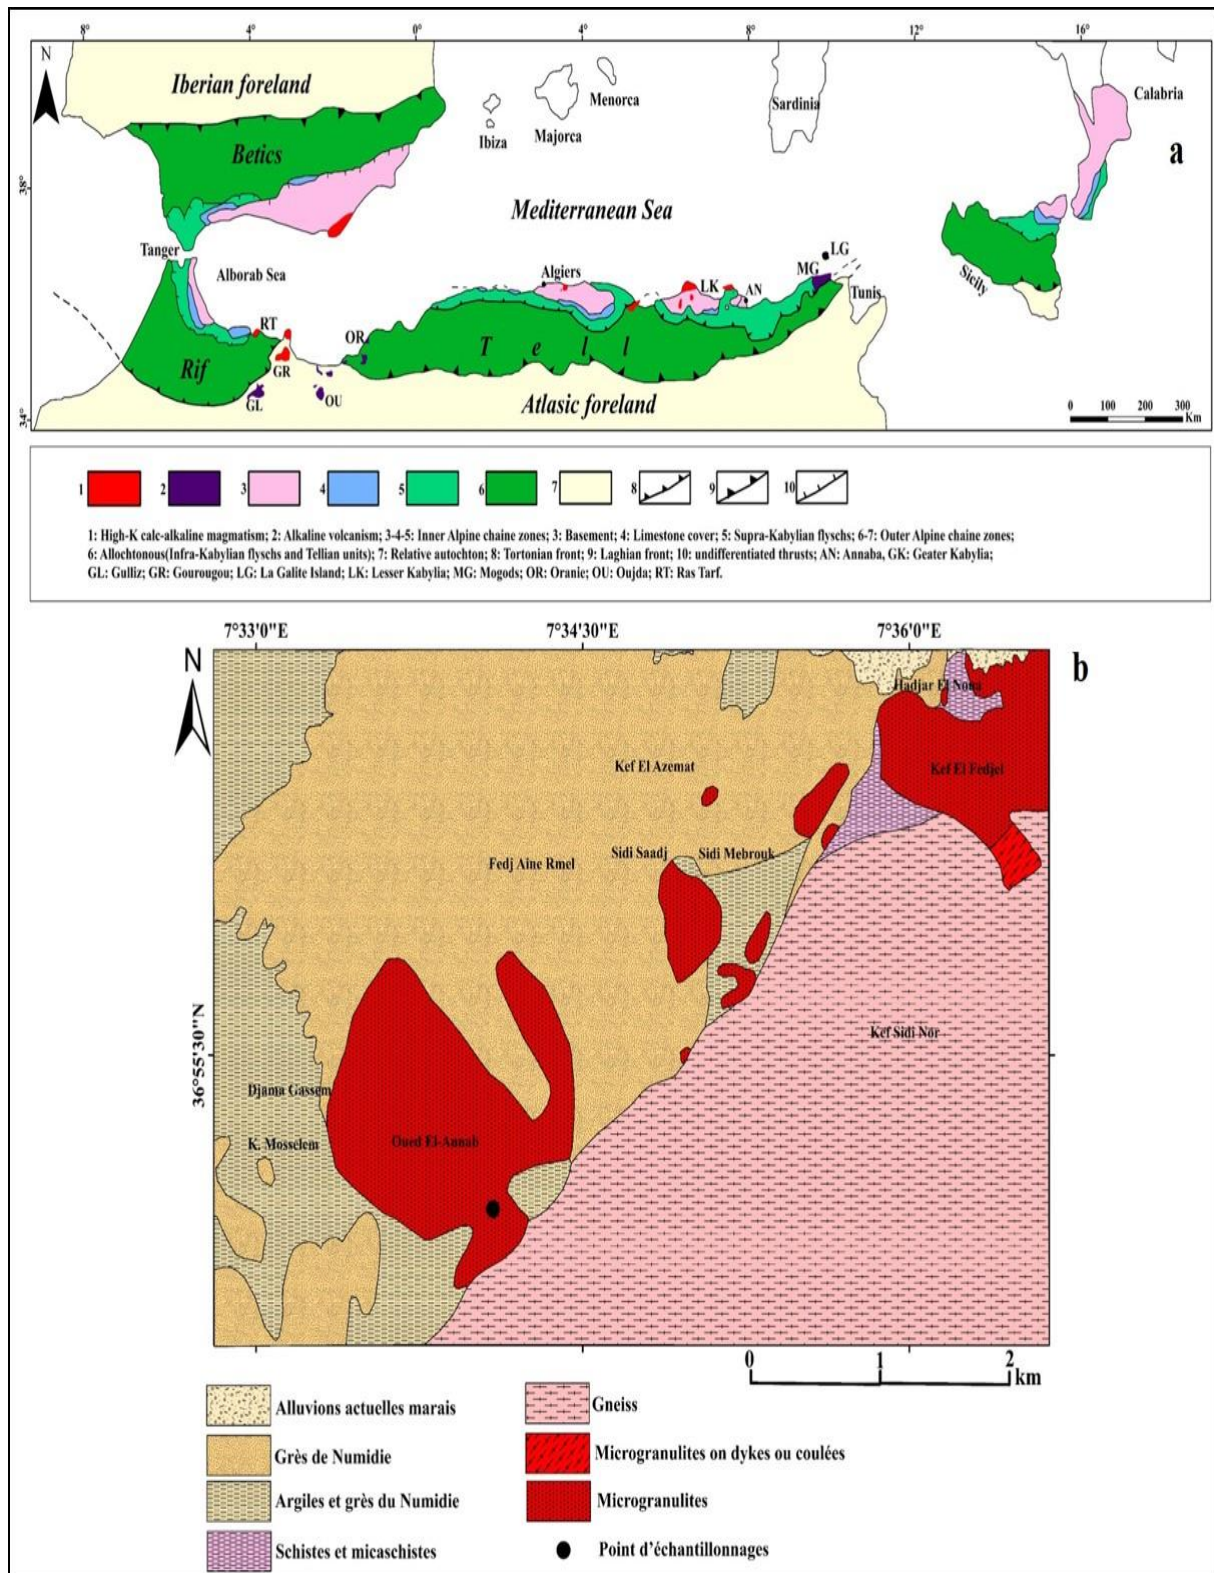 8°
4°
0°
4°
8°
12°
16°
N
Iberian foreland
Menorca
Sardinia
Calabria
Majorca
Ibiza
a
Betics
38°
Mediterranean Sea
Tanger
Alborab Sea
Algiers
LG
MG
LK
AN
Tunis
Sicily
RT
OR
T e l l
Rif
GR
GL
OU
Atlasic foreland
34°
0 100 200 300
Km
1
2
3
4
5
6
7
8
9
10
1: High-K calc-alkaline magmatism; 2: Alkaline volcanism; 3-4-5: Inner Alpine chaine zones; 3: Basement; 4: Limestone cover; 5: Supra-Kabylian flyschs; 6-7: Outer Alpine chaine zones;
6: Allochtonous(Infra-Kabylian flyschs and Tellian units); 7: Relative autochton; 8: Tortonian front; 9: Laghian front; 10: undifferentiated thrusts; AN: Annaba, GK: Geater Kabylia;
GL: Gulliz; GR: Gourougou; LG: La Galite Island; LK: Lesser Kabylia; MG: Mogods; OR: Oranie; OU: Oujda; RT: Ras Tarf.
7°33'0"E
7°34'30"E
7°36'0"E
N
b
Hadjar El Noua
Kef El Azemat
Kef El Fedjel
Sidi Saadj
Sidi Mebrouk
Fedj Aine Rmel
Kef Sidi Nor
36°55'30"N
Djama Gassem
K. Mosselem
Oued El-Annab
0 1 2
km
Alluvions actuelles marais
Gneiss
Grès de Numidie
Microgranulites on dykes ou coulées
Argiles et grès du Numidie
Microgranulites
Schistes et micaschistes
Point d'échantillonnages